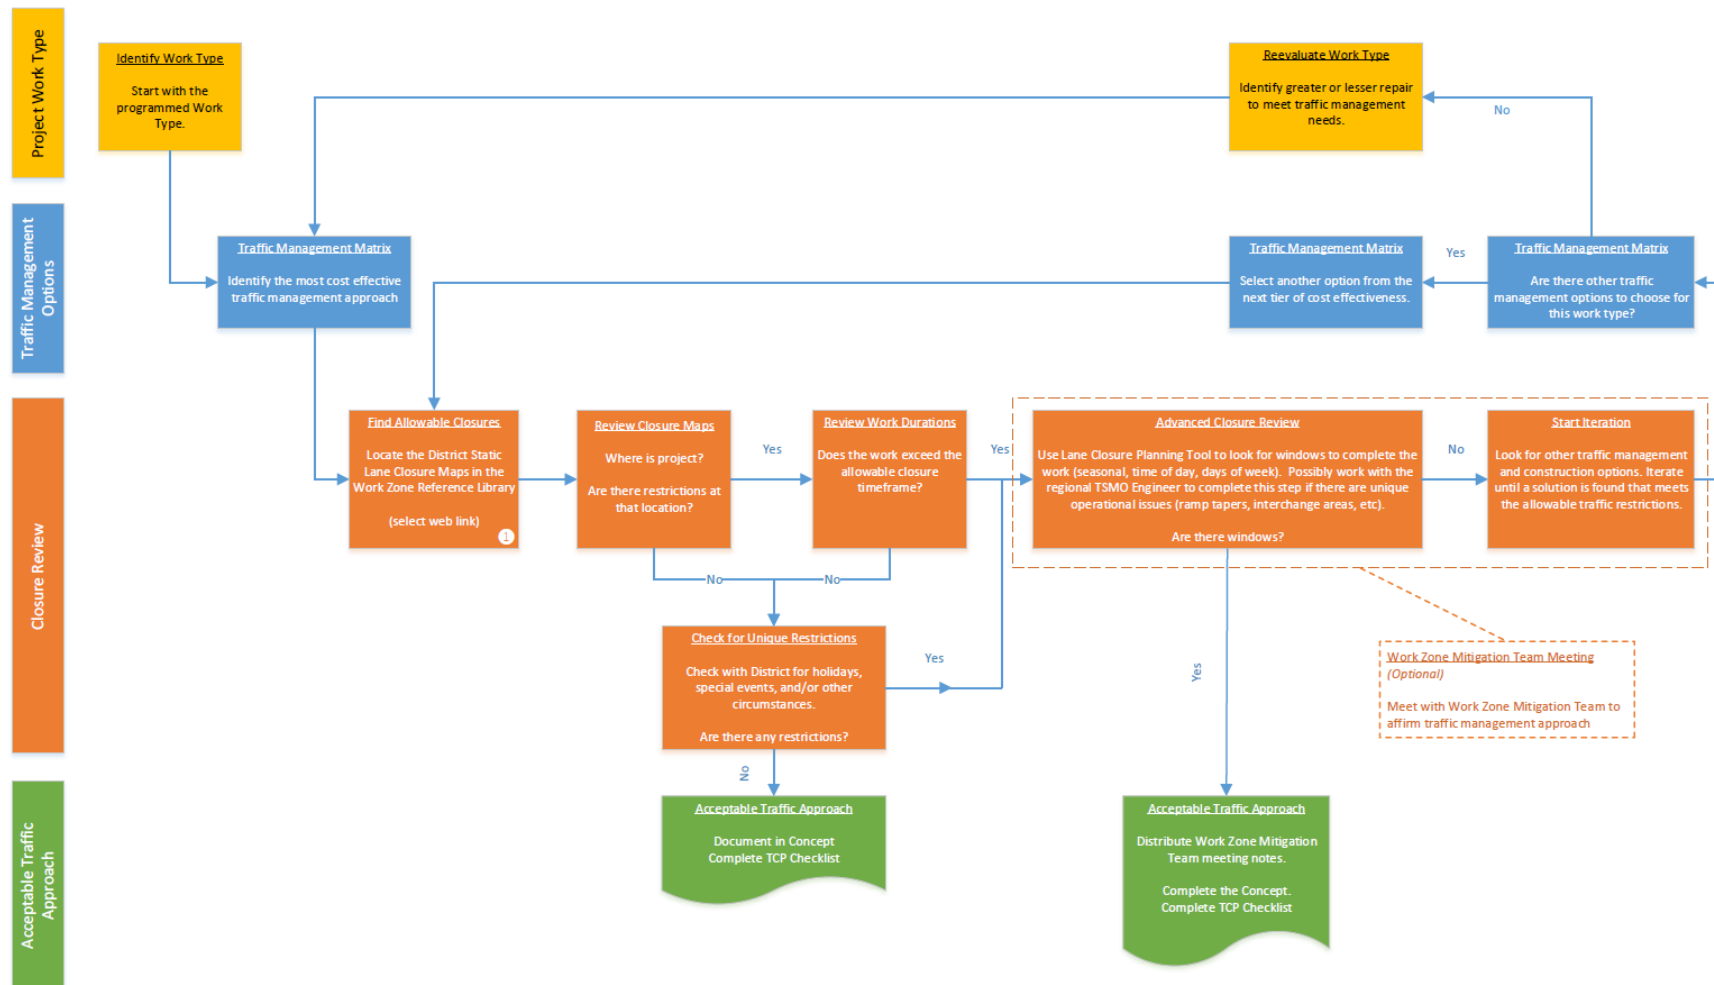 Project Work Type
Identify Work Type
Start with the
programmed Work
Type.
Reevaluate Work Type
Identify greater or lesser repair
to meet traffic management
needs.
No
Traffic Management
Options
Traffic Management Matrix
Identify the most cost effective
traffic management approach
Traffic Management Matrix
Select another option from the
next tier of cost effectiveness.
Yes
Traffic Management Matrix
Are there other traffic
management options to choose for
this work type?
Closure Review
Find Allowable Closures
Locate the District Static
Lane Closure Maps in the
Work Zone Reference Library
(select web link)
1
Review Closure Maps
Where is project?
Are there restrictions at
that location?
Yes
Review Work Durations
Does the work exceed the
allowable closure
timeframe?
Yes
Advanced Closure Review
Use Lane Closure Planning Tool to look for windows to complete the
work (seasonal, time of day, days of week). Possibly work with the
regional TSMO Engineer to complete this step if there are unique
operational issues (ramp tapers, interchange areas, etc).
Are there windows?
No
Start Iteration
Look for other traffic management
and construction options. Iterate
until a solution is found that meets
the allowable traffic restrictions.
No
No
Check for Unique Restrictions
Check with District for holidays,
special events, and/or other
circumstances.
Are there any restrictions?
Yes
Yes
Work Zone Mitigation Team Meeting
(Optional)
Meet with Work Zone Mitigation Team to
affirm traffic management approach
No
Acceptable Traffic
Approach
Acceptable Traffic Approach
Document in Concept
Complete TCP Checklist
Acceptable Traffic Approach
Distribute Work Zone Mitigation
Team meeting notes.
Complete the Concept.
Complete TCP Checklist